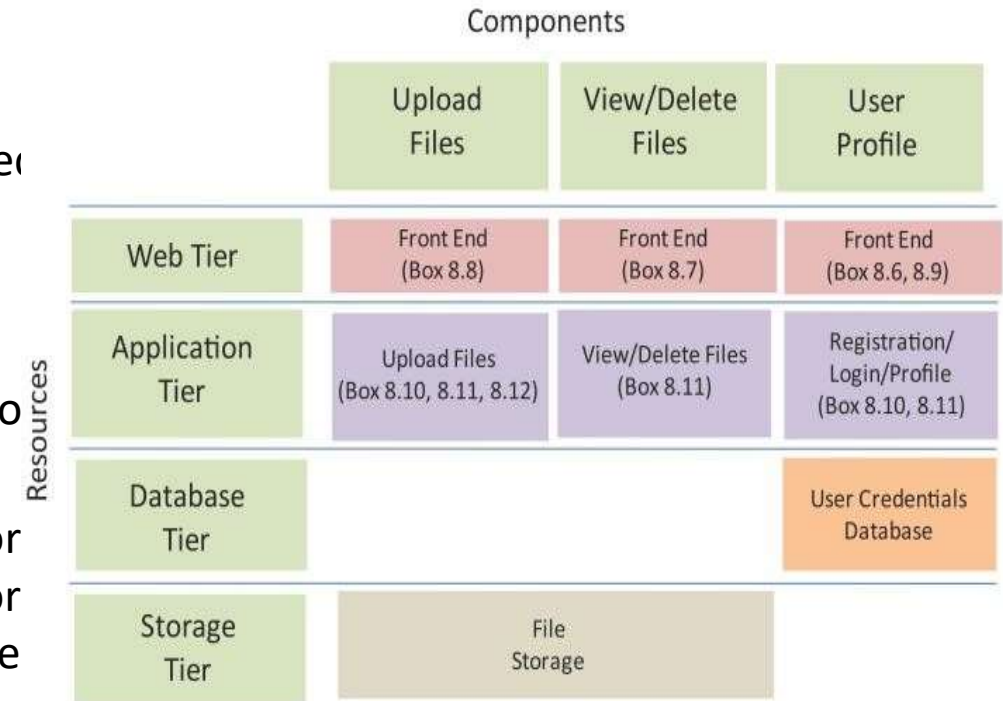 Components
Upload
Files
View/Delete
Files
User
Profile
Web Tier
Front End
(Box 8.8)
Front End
(Box 8.7)
Front End
(Box 8.6, 8.9)
Resources
Application
Tier
Upload Files
(Box 8.10, 8.11, 8.12)
View/Delete Files
(Box 8.11)
Registration/
Login/Profile
(Box 8.10, 8.11)
Database
Tier
User Credentials
Database
Storage
Tier
File
Storage